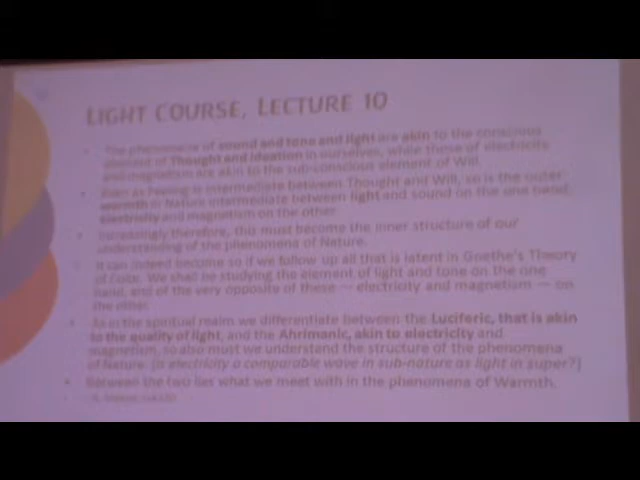 LIGHT COURSE, LECTURE 10
The phenomena of sound and tone and light are akin to the conscious
element of Thought and Ideation in ourselves, while those of electricity
and magnetism are akin to the sub-conscious element of Will.
Even as Feeling is intermediate between Thought and Will, so is the outer
warmth in Nature intermediate between light and sound on the one hand,
electricity and magnetism on the other.
Increasingly therefore, this must become the inner structure of our
understanding of the phenomena of Nature.
It can indeed become so if we follow up all that is latent in Goethe's Theory
of Color. We shall be studying the element of light and tone on the one
hand, and of the very opposite of these — electricity and magnetism — on
the other.
As in the spiritual realm we differentiate between the Luciferic, that is akin
to the quality of light, and the Ahrimanic, akin to electricity and
magnetism, so also must we understand the structure of the phenomena
of Nature. (is electricity a comparable wave in sub-nature as light in super?)
Between the two lies what we meet with in the phenomena of Warmth.